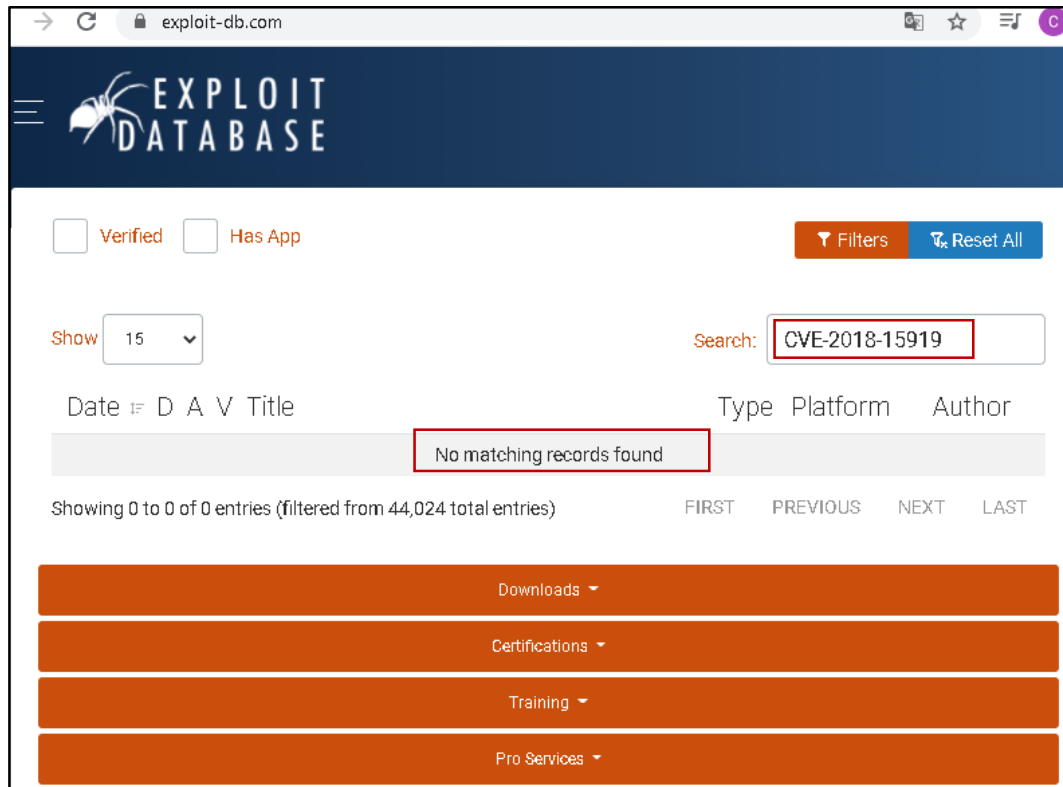 exploit-db.com
C
EXPLOIT
DATABASE
Verified Has App Filters Reset All
Show 15 Search: CVE-2018-15919
Date D A V Title Type Platform Author
No matching records found
Showing 0 to 0 of 0 entries (filtered from 44,024 total entries) FIRST PREVIOUS NEXT LAST
Downloads
Certifications
Training
Pro Services